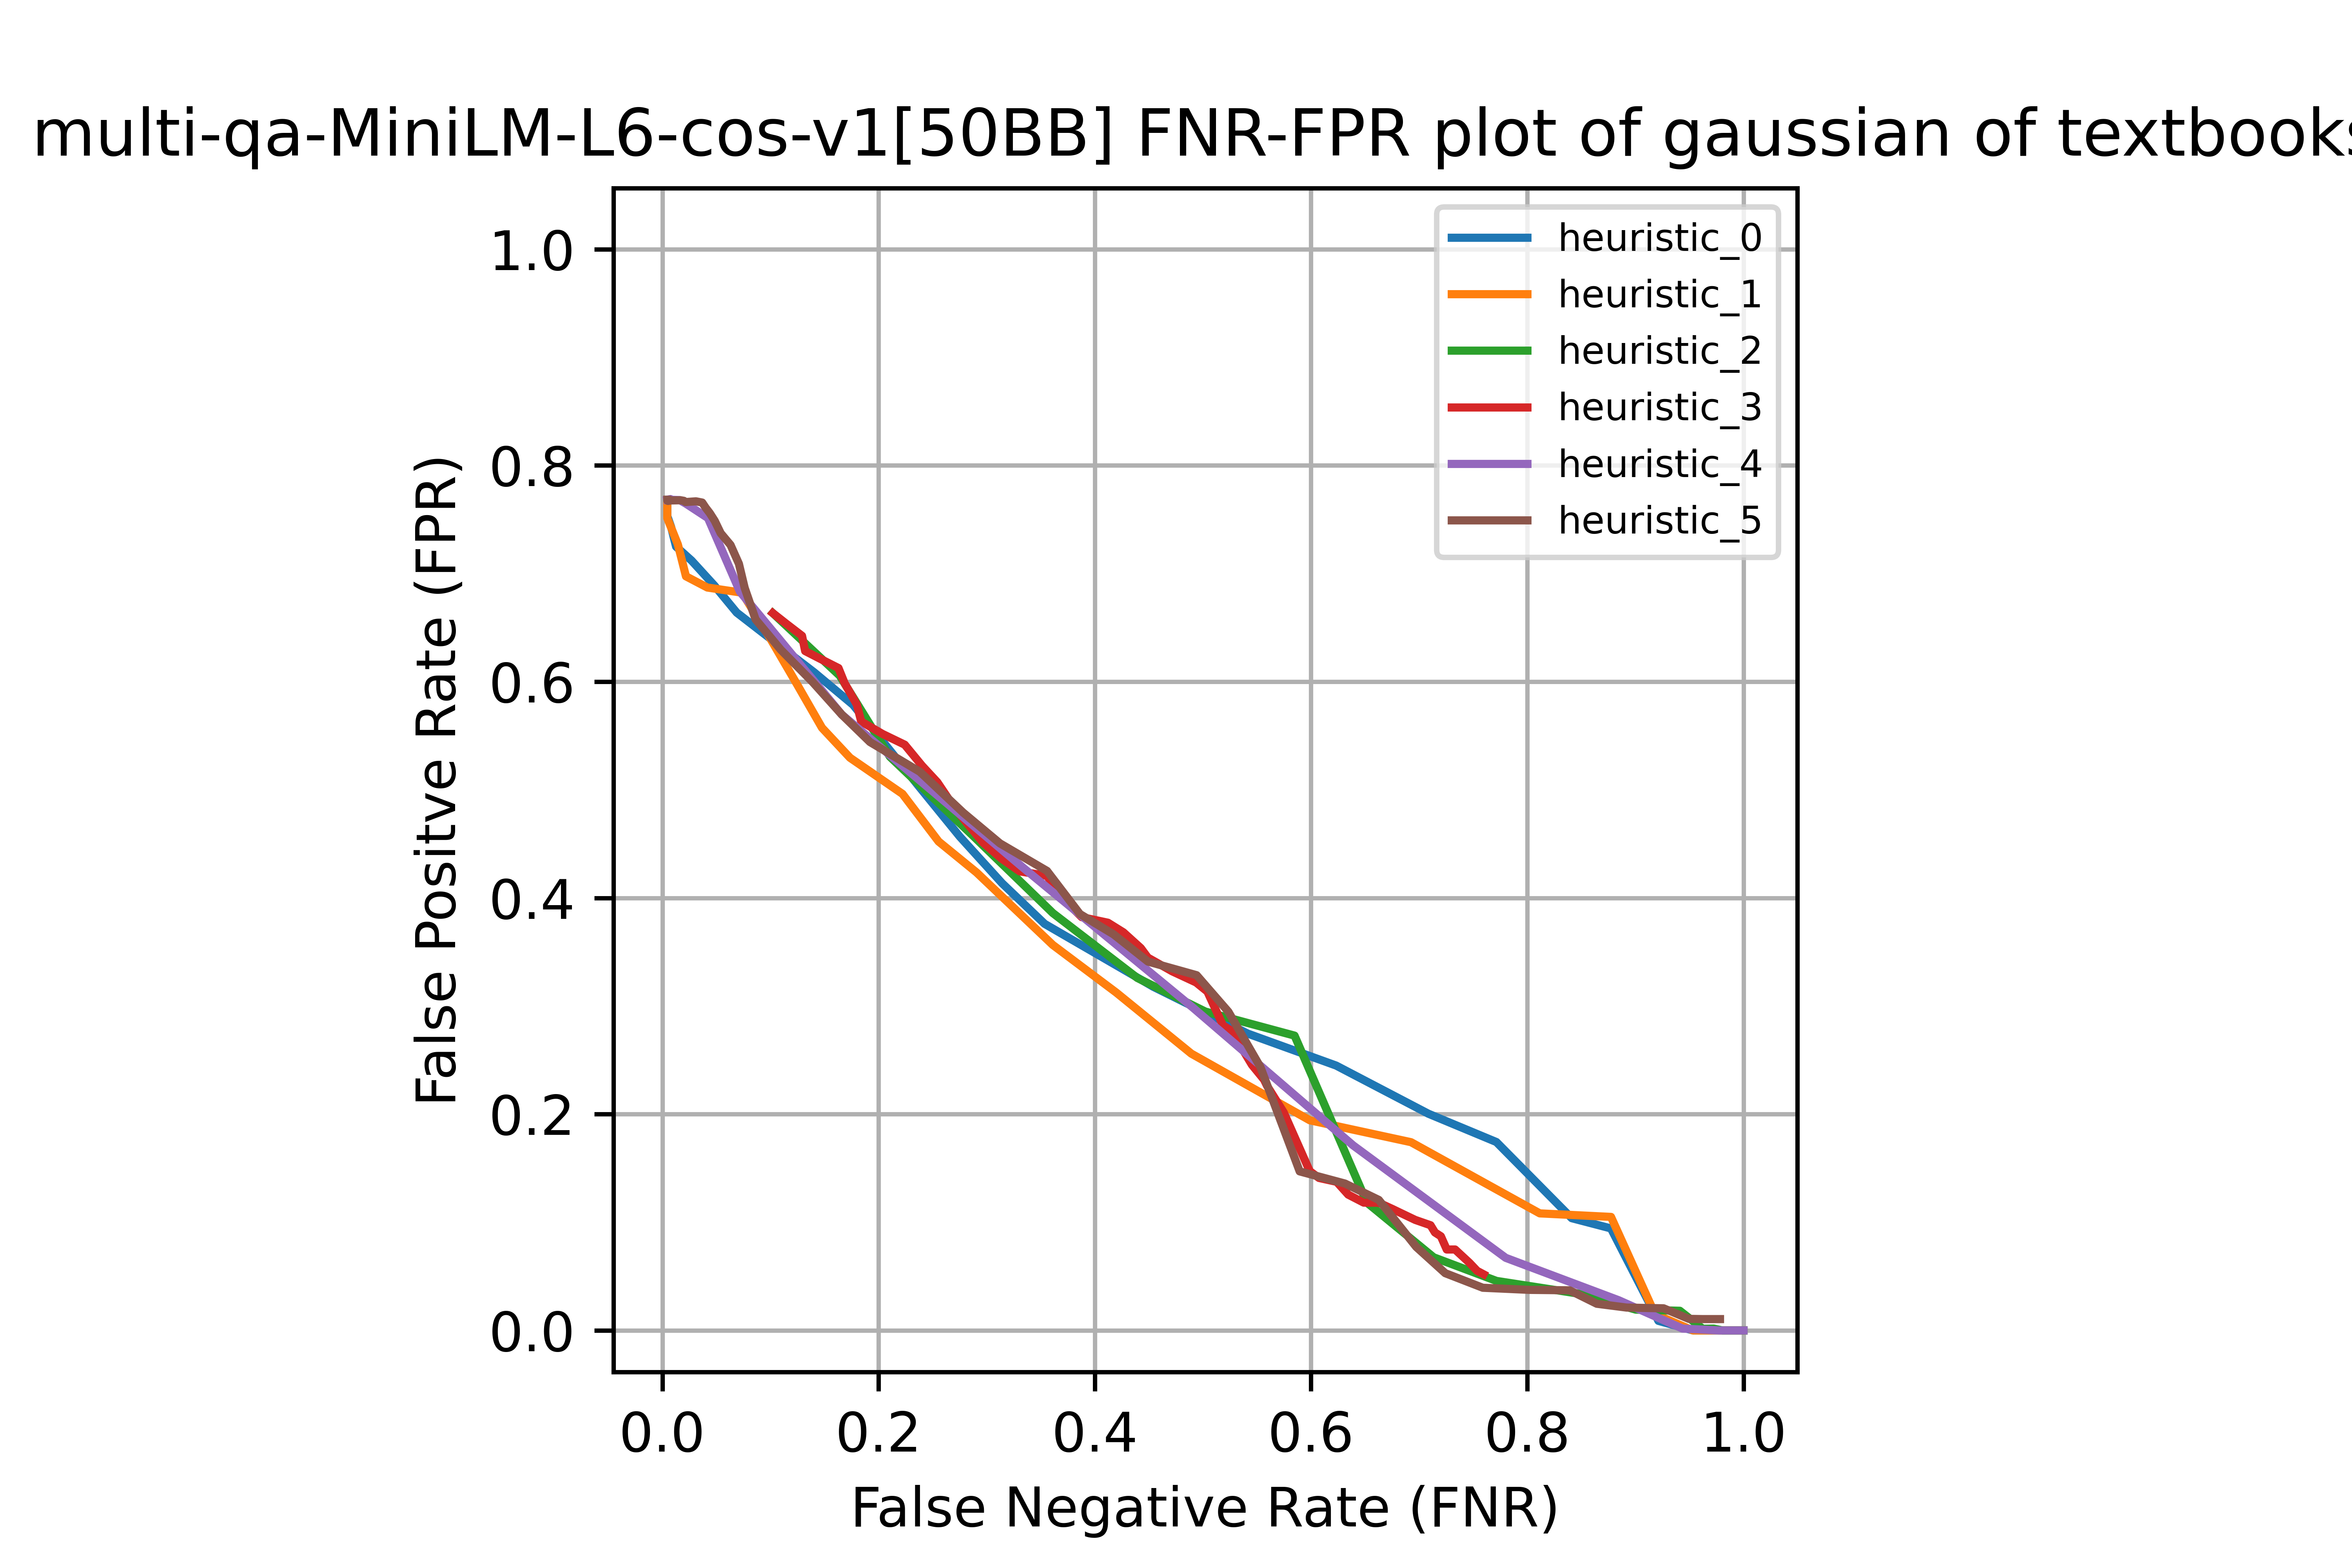 multi-qa-MiniLM-L6-cos-v1[50BB] FNR-FPR plot of gaussian of textbooks
heuristic_0
heuristic_1
heuristic_2
heuristic_3
heuristic_4
heuristic_5
False Positve Rate (FPR)
1.0
0.8
0.6
0.4
0.2
0.0
0.0 0.2 0.4 0.6 0.8 1.0
False Negative Rate (FNR)